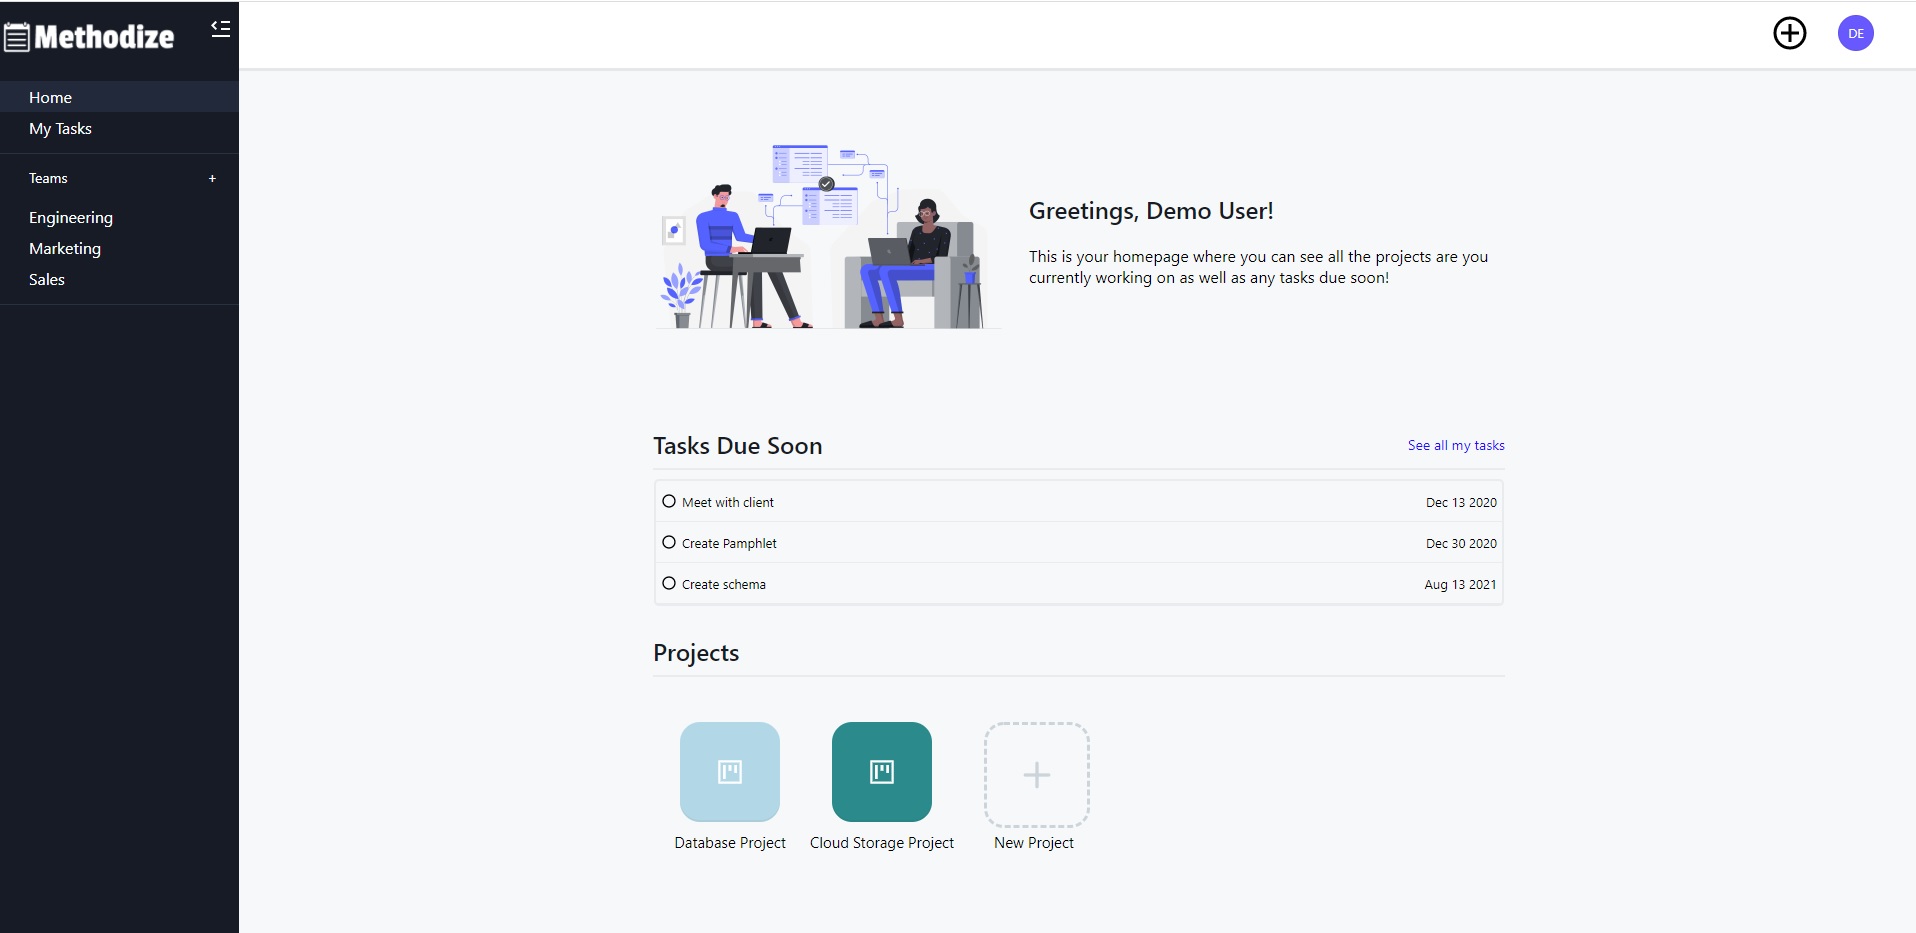 Methodize
DE
Home
My Tasks
Teams +
Engineering
Marketing
Sales
Greetings, Demo User!
This is your homepage where you can see all the projects are you
currently working on as well as any tasks due soon!
Tasks Due Soon
See all my tasks
Meet with client Dec 13 2020
Create Pamphlet Dec 30 2020
Create schema Aug 13 2021
Projects
Database Project
Cloud Storage Project
New Project